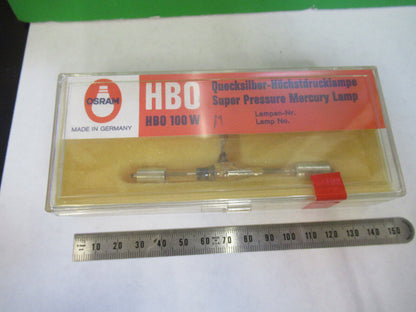 OSRAM
MADE IN GERMANY
HBO
HBO 100 W/1
Quecksilber-Höchstdrucklampe
Super Pressure Mercury Lamp
Lampen-Nr.
Lamp No.
10 20 30 40 50 60 70 80 90 100 110 120 130 140 150